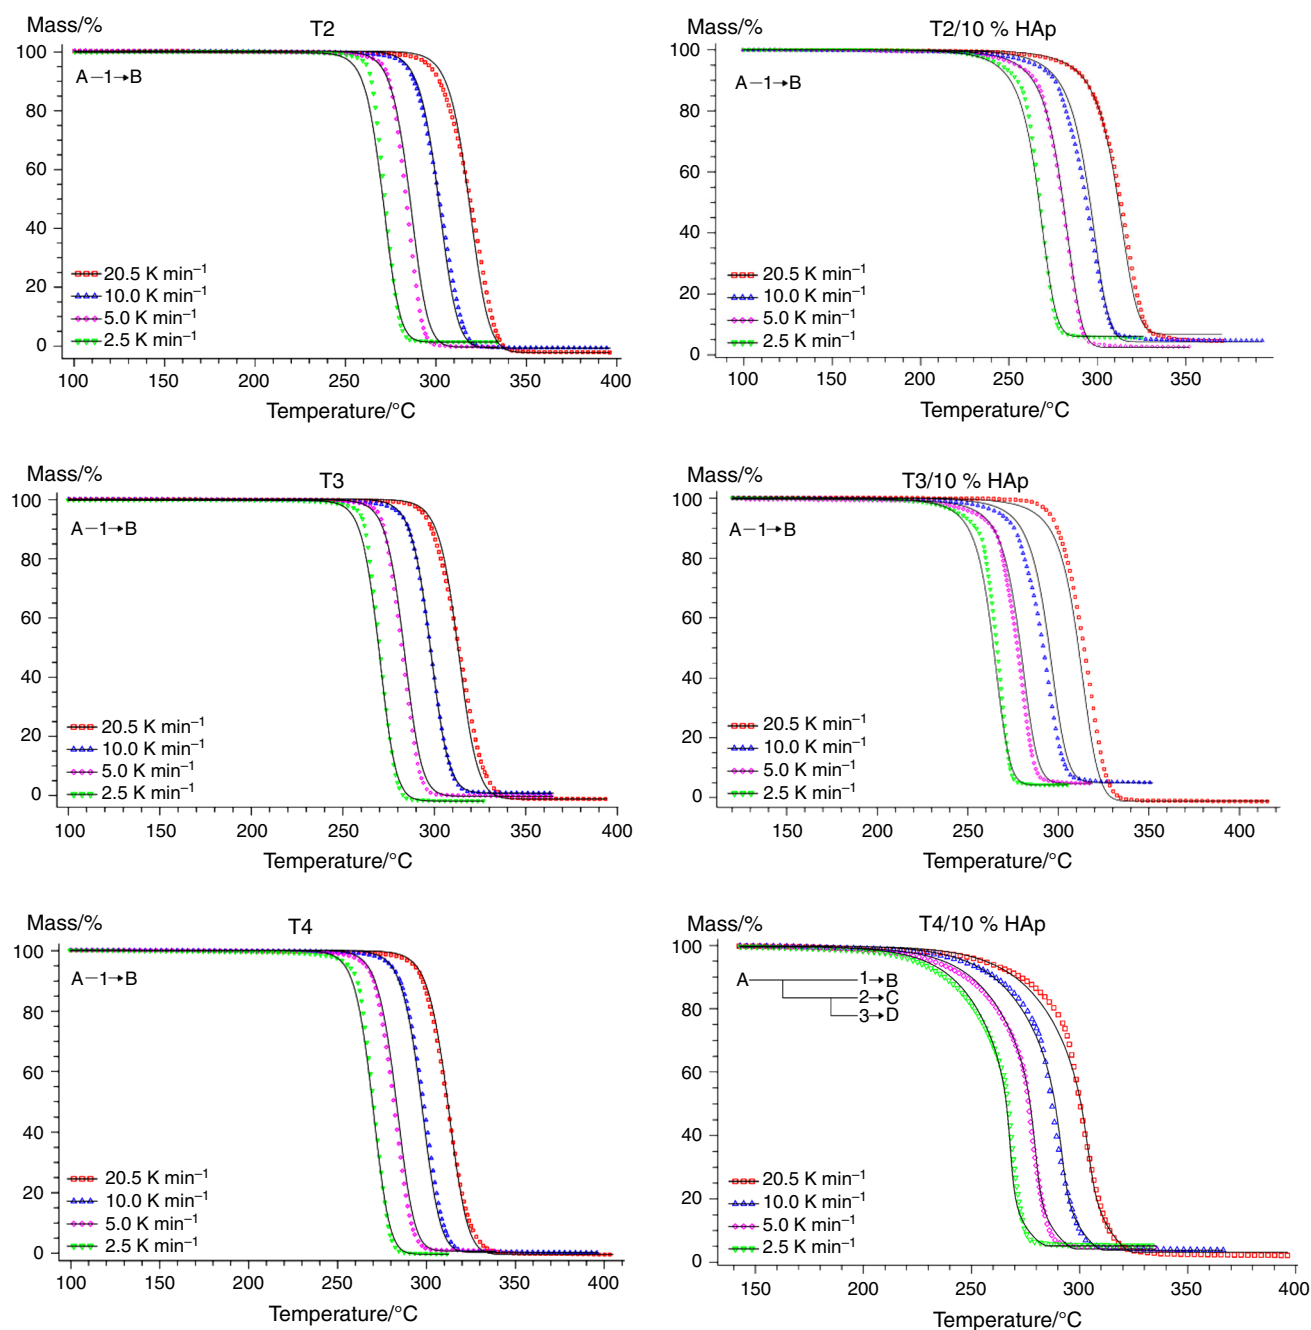 Mass/%
T2
100
A–1→B
80
60
40
20
0
20.5 K min⁻¹
10.0 K min⁻¹
5.0 K min⁻¹
2.5 K min⁻¹
100 150 200 250 300 350 400
Temperature/°C
Mass/%
T2/10 % HAp
100
A–1→B
80
60
40
20
0
20.5 K min⁻¹
10.0 K min⁻¹
5.0 K min⁻¹
2.5 K min⁻¹
100 150 200 250 300 350
Temperature/°C
Mass/%
T3
100
A–1→B
80
60
40
20
0
20.5 K min⁻¹
10.0 K min⁻¹
5.0 K min⁻¹
2.5 K min⁻¹
100 150 200 250 300 350 400
Temperature/°C
Mass/%
T3/10 % HAp
100
A–1→B
80
60
40
20
0
20.5 K min⁻¹
10.0 K min⁻¹
5.0 K min⁻¹
2.5 K min⁻¹
150 200 250 300 350 400
Temperature/°C
Mass/%
T4
100
A–1→B
80
60
40
20
0
20.5 K min⁻¹
10.0 K min⁻¹
5.0 K min⁻¹
2.5 K min⁻¹
100 150 200 250 300 350 400
Temperature/°C
Mass/%
T4/10 % HAp
100
A 1→B
2→C
3→D
80
60
40
20
0
20.5 K min⁻¹
10.0 K min⁻¹
5.0 K min⁻¹
2.5 K min⁻¹
150 200 250 300 350 400
Temperature/°C